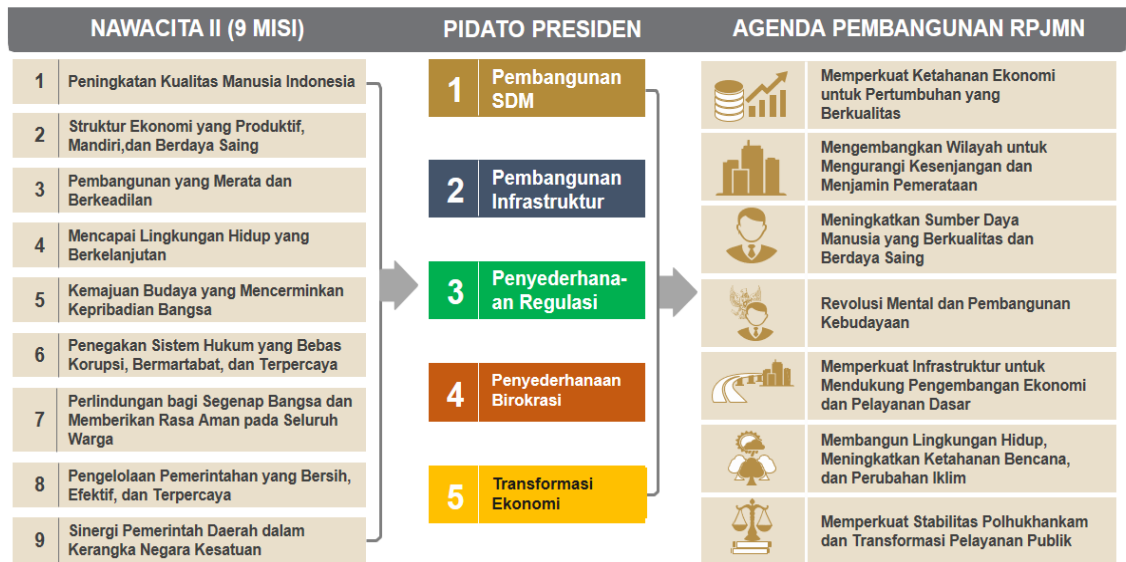 NAWACITA II (9 MISI)
1
Peningkatan Kualitas Manusia Indonesia
2
Struktur Ekonomi yang Produktif,
Mandiri,dan Berdaya Saing
3
Pembangunan yang Merata dan
Berkeadilan
4
Mencapai Lingkungan Hidup yang
Berkelanjutan
5
Kemajuan Budaya yang Mencerminkan
Kepribadian Bangsa
6
Penegakan Sistem Hukum yang Bebas
Korupsi, Bermartabat, dan Terpercaya
7
Perlindungan bagi Segenap Bangsa dan
Memberikan Rasa Aman pada Seluruh
Warga
8
Pengelolaan Pemerintahan yang Bersih,
Efektif, dan Terpercaya
9
Sinergi Pemerintah Daerah dalam
Kerangka Negara Kesatuan
PIDATO PRESIDEN
1
Pembangunan
SDM
2
Pembangunan
Infrastruktur
3
Penyederhana-
an Regulasi
4
Penyederhanaan
Birokrasi
5
Transformasi
Ekonomi
AGENDA PEMBANGUNAN RPJMN
Memperkuat Ketahanan Ekonomi
untuk Pertumbuhan yang
Berkualitas
Mengembangkan Wilayah untuk
Mengurangi Kesenjangan dan
Menjamin Pemerataan
Meningkatkan Sumber Daya
Manusia yang Berkualitas dan
Berdaya Saing
Revolusi Mental dan Pembangunan
Kebudayaan
Memperkuat Infrastruktur untuk
Mendukung Pengembangan Ekonomi
dan Pelayanan Dasar
Membangun Lingkungan Hidup,
Meningkatkan Ketahanan Bencana,
dan Perubahan Iklim
Memperkuat Stabilitas Polhukhankam
dan Transformasi Pelayanan Publik